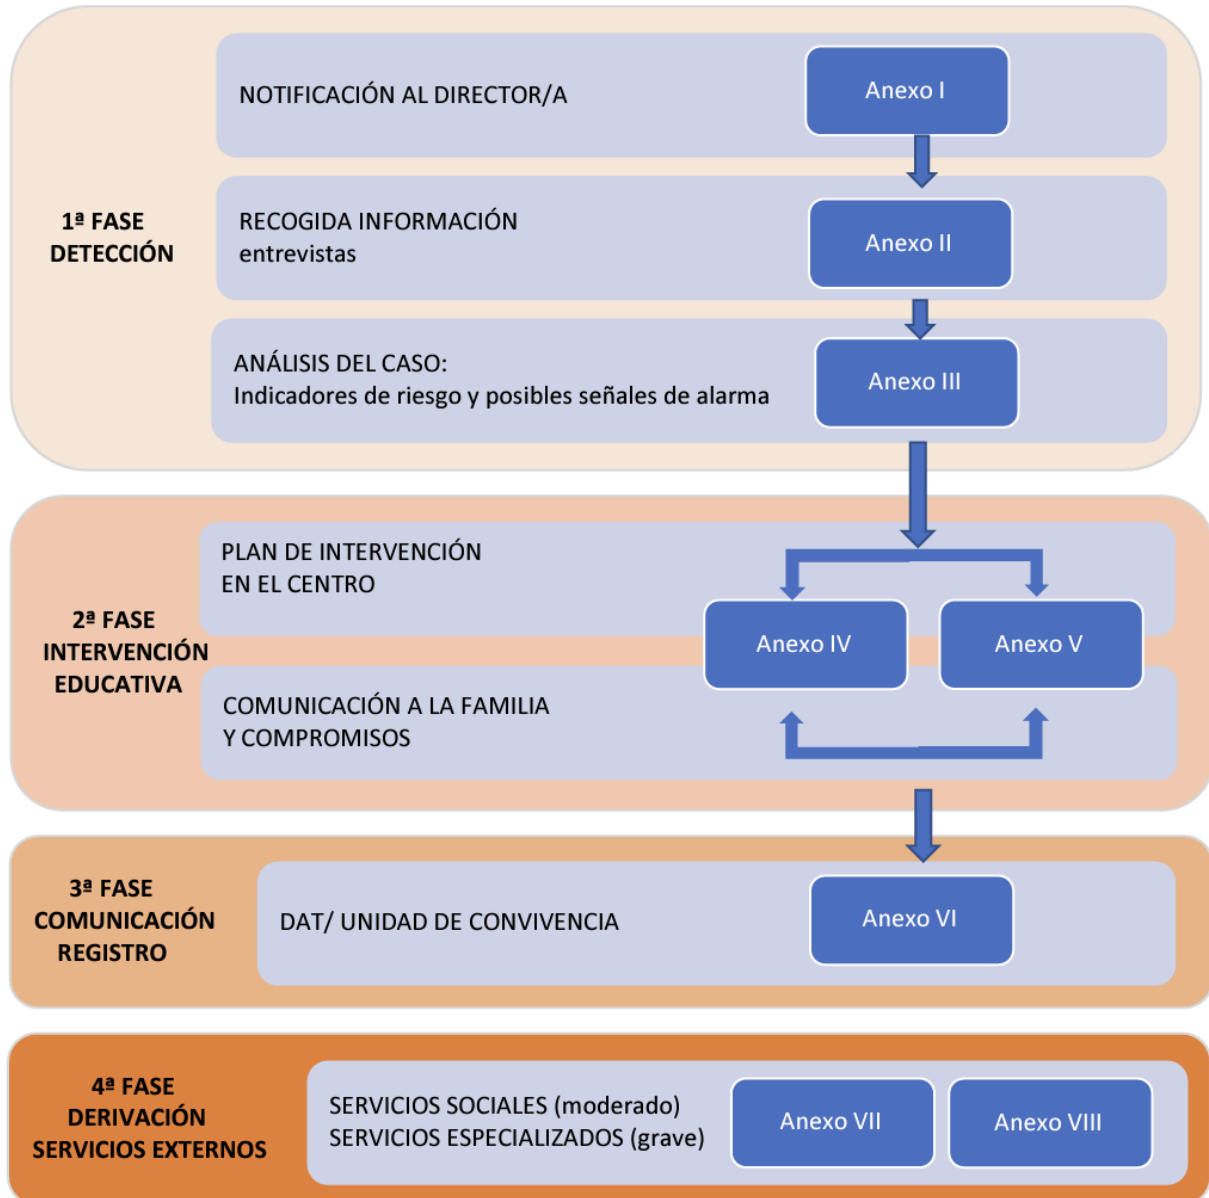 1ª FASE
DETECCIÓN
NOTIFICACIÓN AL DIRECTOR/A
Anexo I
RECOGIDA INFORMACIÓN
entrevistas
Anexo II
ANÁLISIS DEL CASO:
Indicadores de riesgo y posibles señales de alarma
Anexo III
2ª FASE
INTERVENCIÓN
EDUCATIVA
PLAN DE INTERVENCIÓN
EN EL CENTRO
Anexo IV
Anexo V
COMUNICACIÓN A LA FAMILIA
Y COMPROMISOS
3ª FASE
COMUNICACIÓN
REGISTRO
DAT/ UNIDAD DE CONVIVENCIA
Anexo VI
4ª FASE
DERIVACIÓN
SERVICIOS EXTERNOS
SERVICIOS SOCIALES (moderado)
SERVICIOS ESPECIALIZADOS (grave)
Anexo VII
Anexo VIII